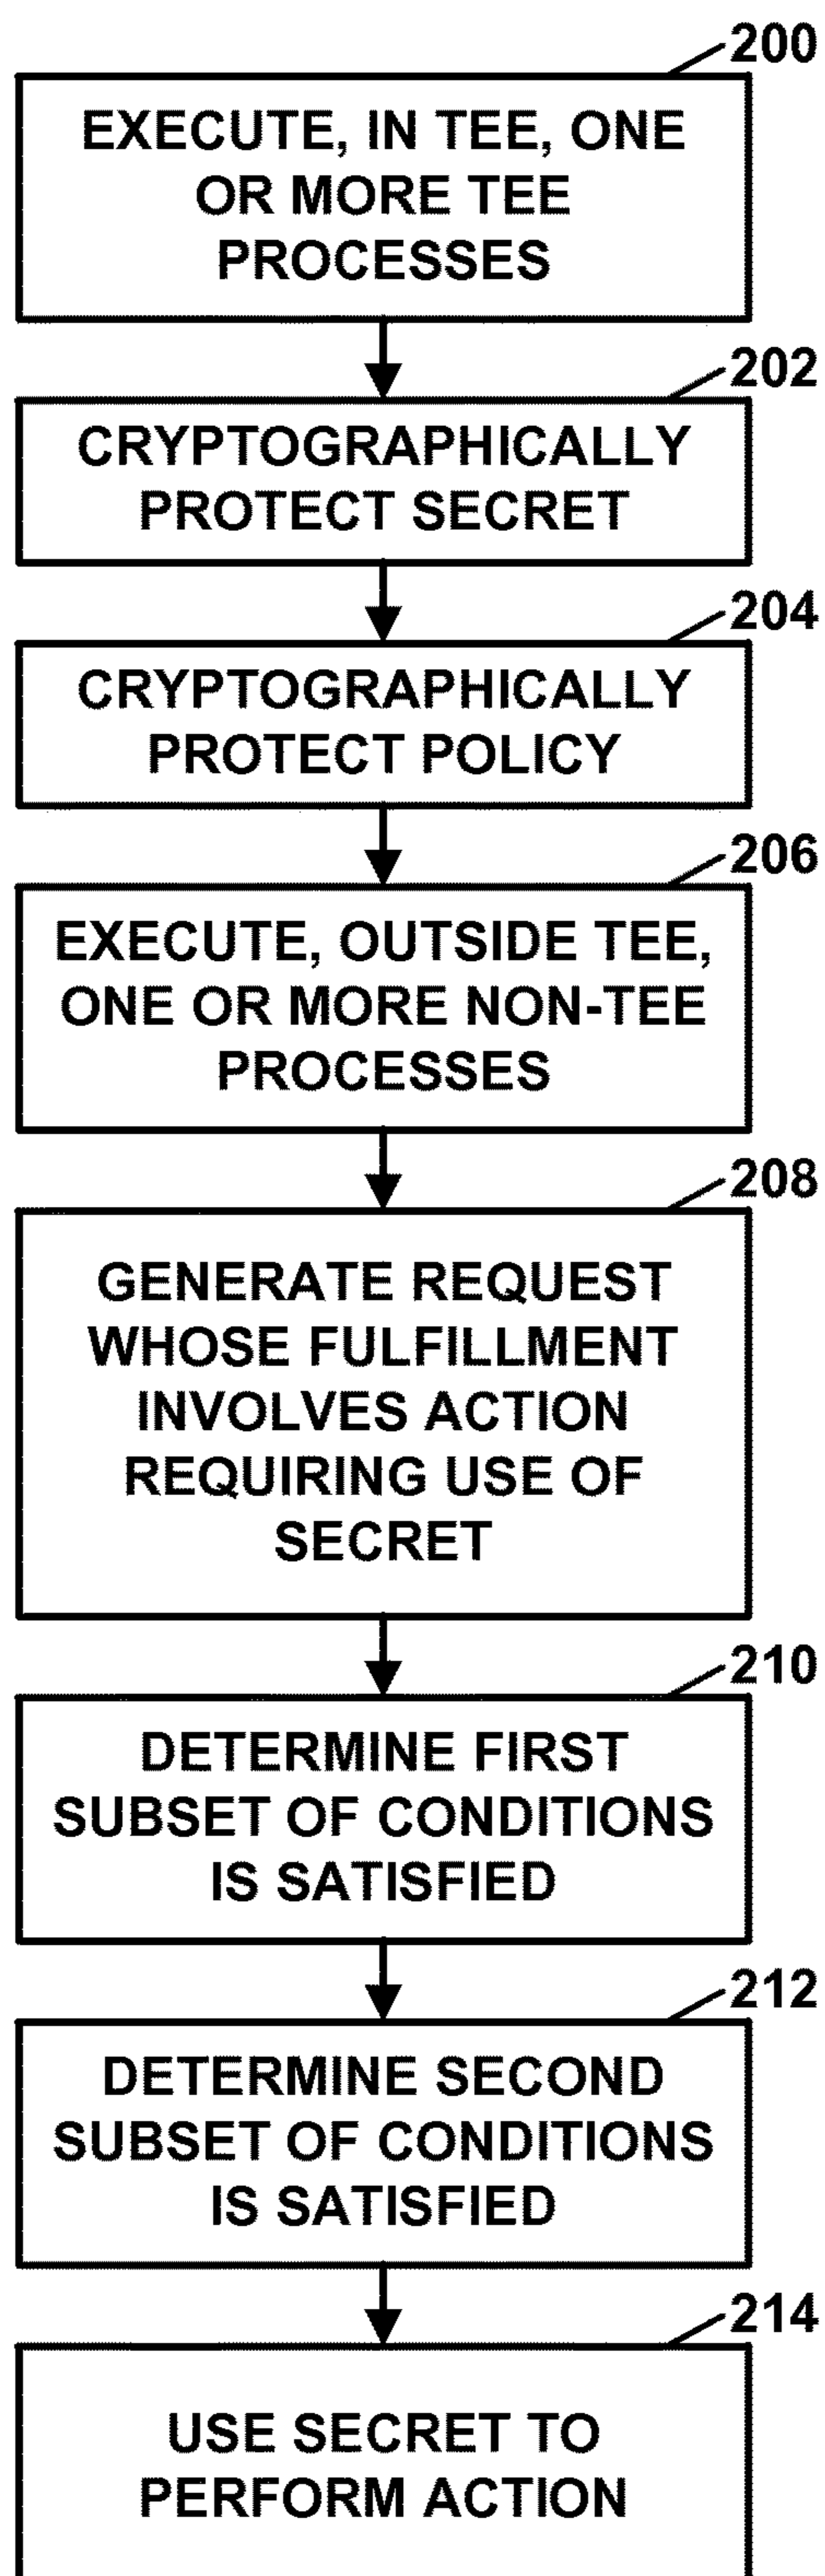 200
EXECUTE, IN TEE, ONE
OR MORE TEE
PROCESSES
202
CRYPTOGRAPHICALLY
PROTECT SECRET
204
CRYPTOGRAPHICALLY
PROTECT POLICY
206
EXECUTE, OUTSIDE TEE,
ONE OR MORE NON-TEE
PROCESSES
208
GENERATE REQUEST
WHOSE FULFILLMENT
INVOLVES ACTION
REQUIRING USE OF
SECRET
210
DETERMINE FIRST
SUBSET OF CONDITIONS
IS SATISFIED
212
DETERMINE SECOND
SUBSET OF CONDITIONS
IS SATISFIED
214
USE SECRET TO
PERFORM ACTION